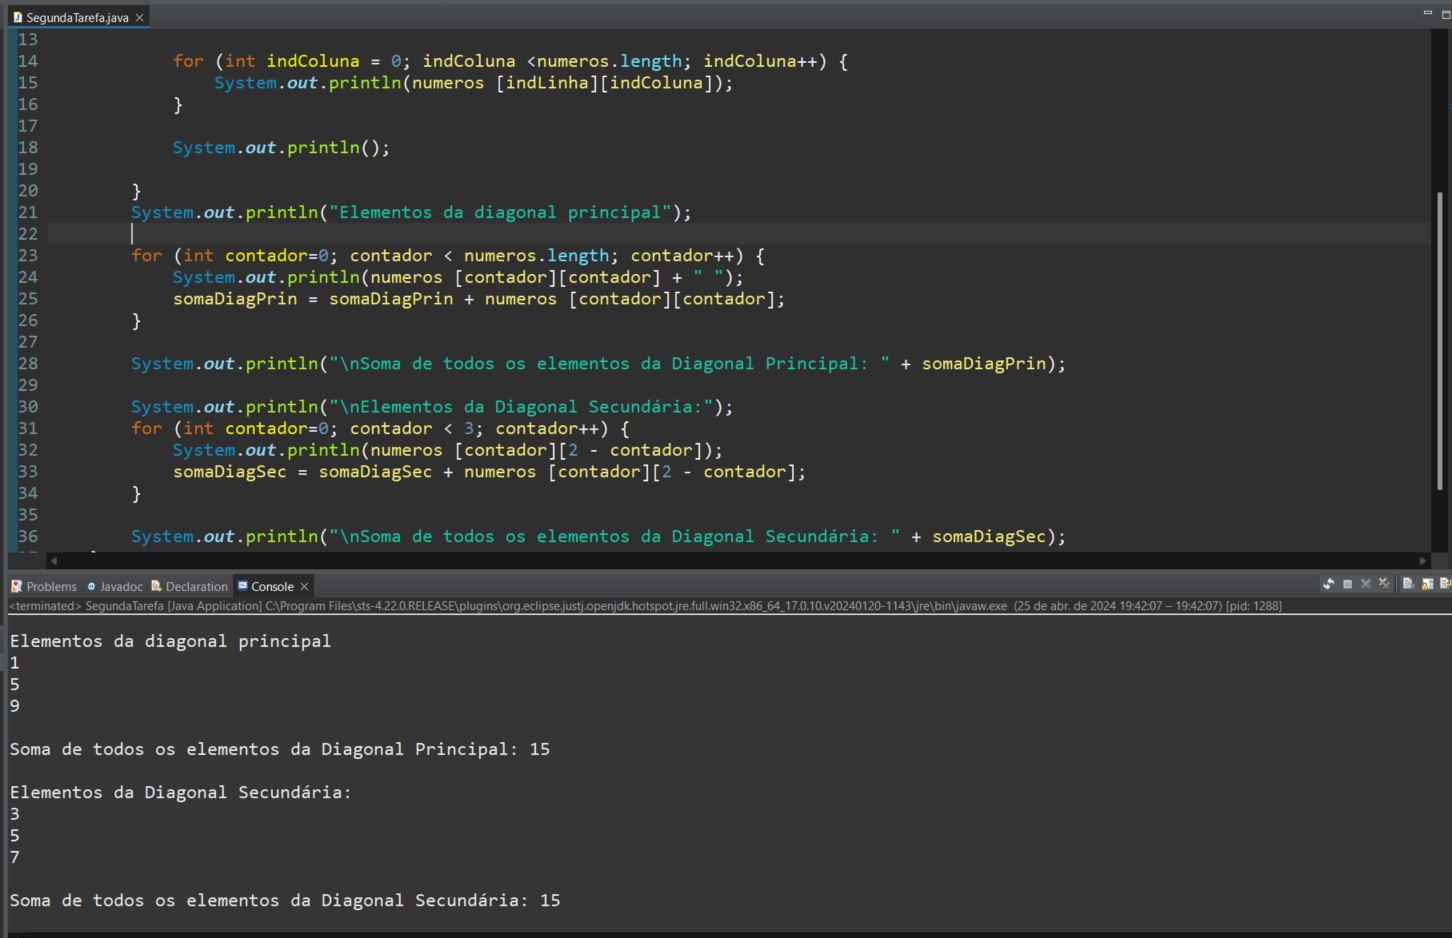 SegundaTarefa.java
13
14 for (int indColuna = 0; indColuna <numeros.length; indColuna++) {
15 System.out.println(numeros [indLinha][indColuna]);
16 }
17
18 System.out.println();
19
20 }
21 System.out.println("Elementos da diagonal principal");
22
23 for (int contador=0; contador < numeros.length; contador++) {
24 System.out.println(numeros [contador][contador] + " ");
25 somaDiagPrin = somaDiagPrin + numeros [contador][contador];
26 }
27
28 System.out.println("\nSoma de todos os elementos da Diagonal Principal: " + somaDiagPrin);
29
30 System.out.println("\nElementos da Diagonal Secundária:");
31 for (int contador=0; contador < 3; contador++) {
32 System.out.println(numeros [contador][2 - contador]);
33 somaDiagSec = somaDiagSec + numeros [contador][2 - contador];
34 }
35
36 System.out.println("\nSoma de todos os elementos da Diagonal Secundária: " + somaDiagSec);
Problems Javadoc Declaration Console
<terminated> SegundaTarefa [Java Application] C:\Program Files\sts-4.22.0.RELEASE\plugins\org.eclipse.justj.openjdk.hotspot.jre.full.win32.x86_64_17.0.10.v20240120-1143\jre\bin\javaw.exe (25 de abr. de 2024 19:42:07 – 19:42:07) [pid: 1288]
Elementos da diagonal principal
1
5
9
Soma de todos os elementos da Diagonal Principal: 15
Elementos da Diagonal Secundária:
3
5
7
Soma de todos os elementos da Diagonal Secundária: 15